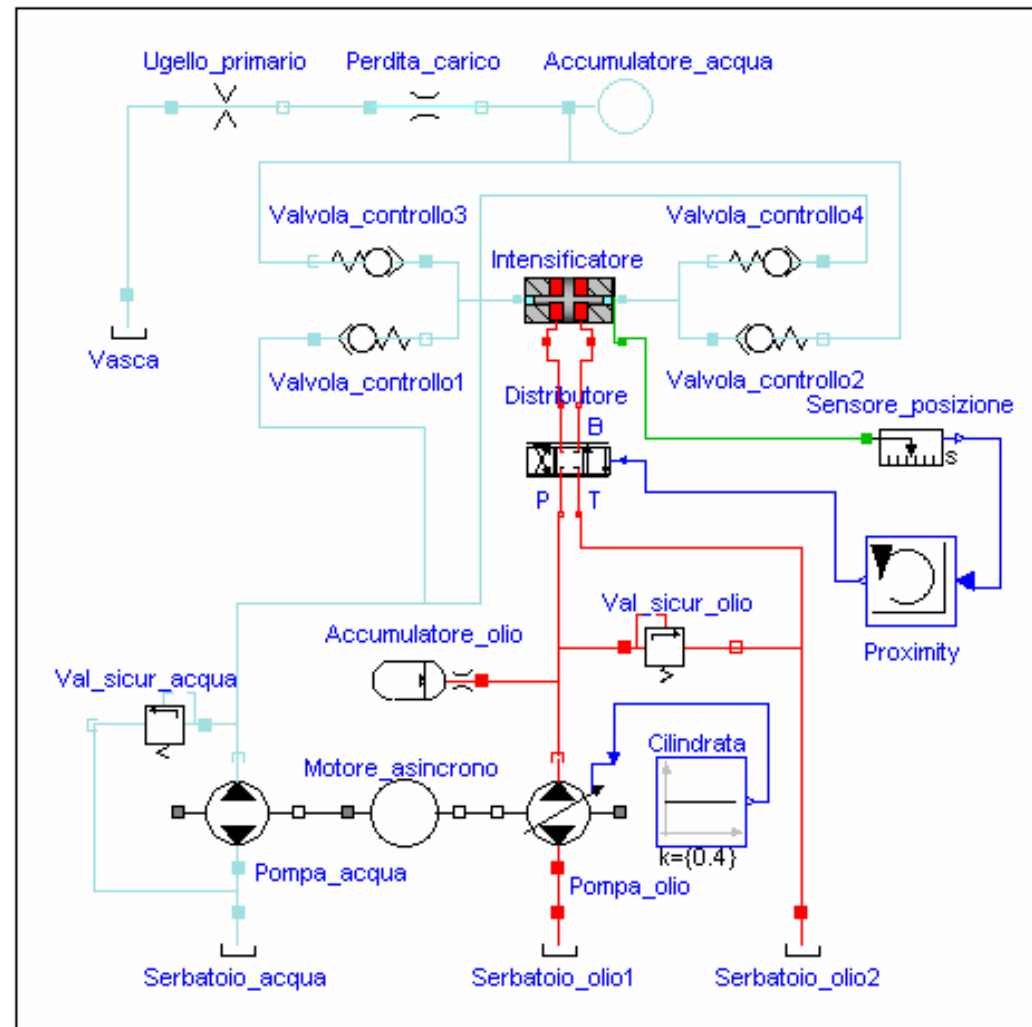 Ugello_primario Perdita_carico Accumulatore_acqua
Valvola_controllo3 Valvola_controllo4
Intensificatore
Vasca
Valvola_controllo1 Valvola_controllo2
Distributore Sensore_posizione
B
s
P T
Val_sicur_olio
Accumulatore_olio
Proximity
Val_sicur_acqua
Motore_asincrono Cilindrata
k={0.4}
Pompa_acqua Pompa_olio
Serbatoio_acqua Serbatoio_olio1 Serbatoio_olio2